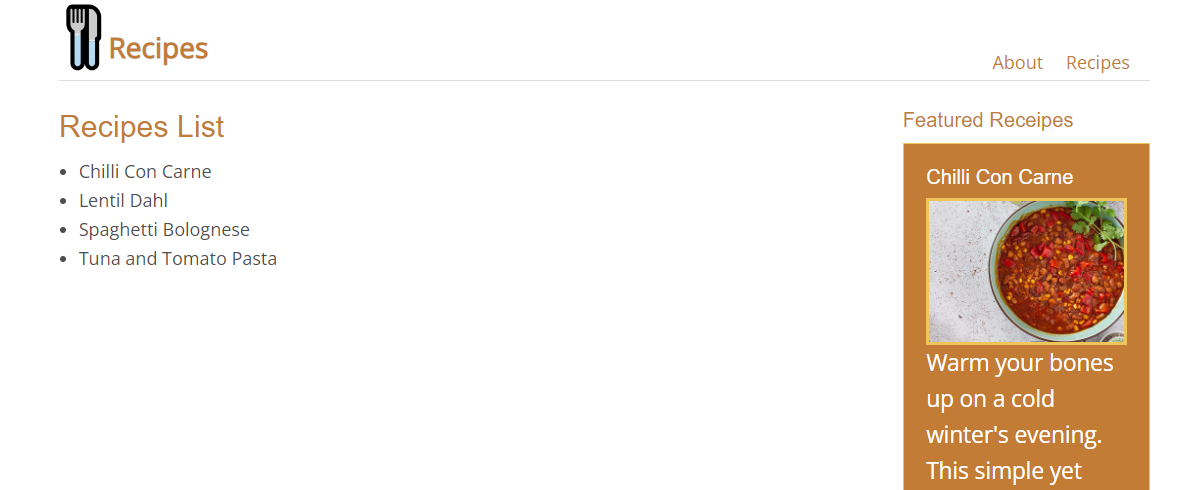 Recipes
About Recipes
Recipes List
Chilli Con Carne
Lentil Dahl
Spaghetti Bolognese
Tuna and Tomato Pasta
Featured Receipes
Chilli Con Carne
Warm your bones
up on a cold
winter's evening.
This simple yet